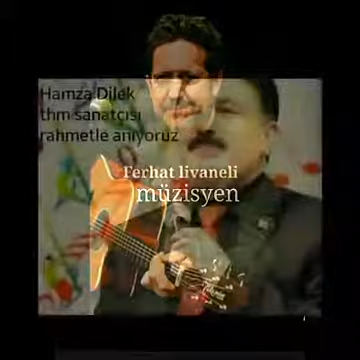 Hamza Dilek
thm sanatçısı
rahmetle anıyoruz
Ferhat livaneli
müzisyen